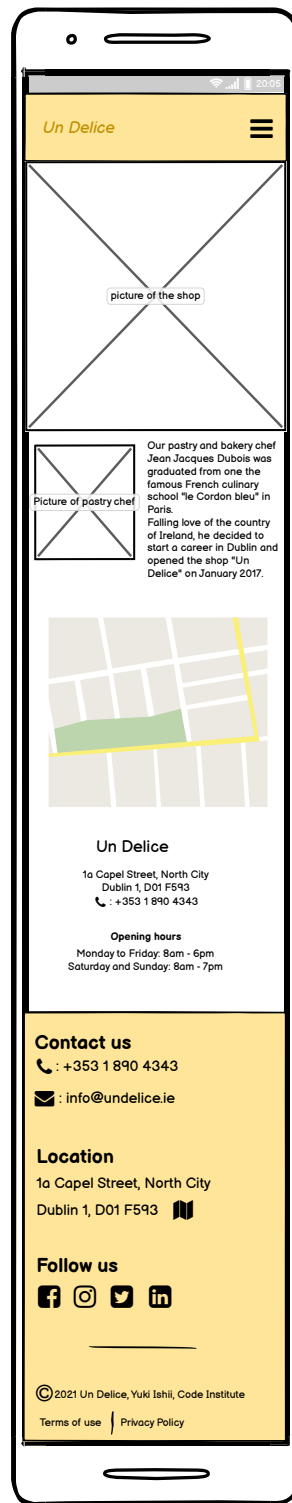 20:05
Un Delice
picture of the shop
Picture of pastry chef
Our pastry and bakery chef
Jean Jacques Dubois was
graduated from one the
famous French culinary
school "le Cordon bleu" in
Paris.
Falling love of the country
of Ireland, he decided to
start a career in Dublin and
opened the shop "Un
Delice" on January 2017.
Un Delice
1a Capel Street, North City
Dublin 1, D01 F593
: +353 1 890 4343
Opening hours
Monday to Friday: 8am - 6pm
Saturday and Sunday: 8am - 7pm
Contact us
: +353 1 890 4343
: info@undelice.ie
Location
1a Capel Street, North City
Dublin 1, D01 F593
Follow us
©2021 Un Delice, Yuki Ishii, Code Institute
Terms of use | Privacy Policy